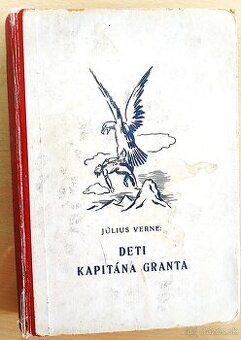 JÚLIUS VERNE:
DETI
KAPITÁNA GRANTA